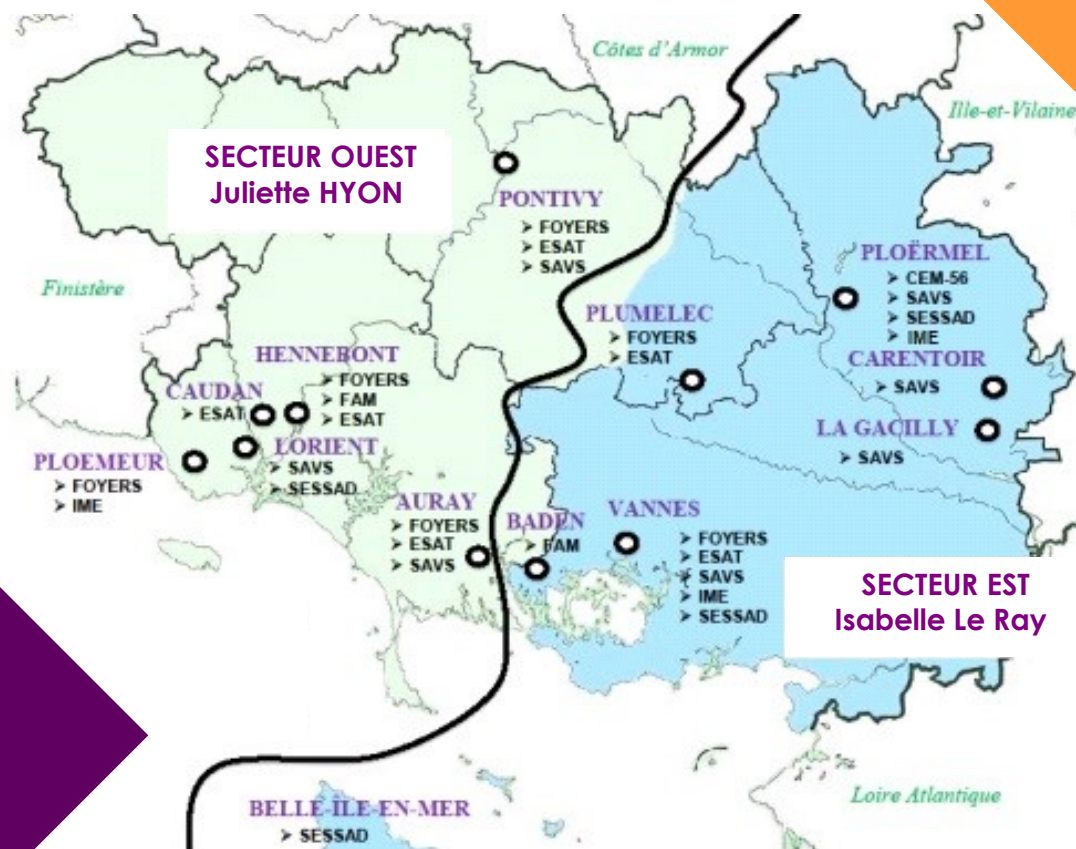 Côtes d'Armor
Ille-et-Vilaine
SECTEUR OUEST
Juliette HYON
PONTIVY
➢ FOYERS
➢ ESAT
➢ SAVS
PLOËRMEL
➢ CEM-56
➢ SAVS
➢ SESSAD
➢ IME
Finistère
PLUMELEC
➢ FOYERS
➢ ESAT
HENNEBONT
➢ FOYERS
➢ FAM
➢ ESAT
CARENTOIR
➢ SAVS
CAUDAN
➢ ESAT
LA GACILLY
➢ SAVS
PLOEMEUR
➢ FOYERS
➢ IME
LORIENT
➢ SAVS
➢ SESSAD
AURAY
➢ FOYERS
➢ ESAT
➢ SAVS
BADEN
➢ FAM
VANNES
➢ FOYERS
➢ ESAT
➢ SAVS
➢ IME
➢ SESSAD
SECTEUR EST
Isabelle Le Ray
Loire Atlantique
BELLE-ÎLE-EN-MER
➢ SESSAD